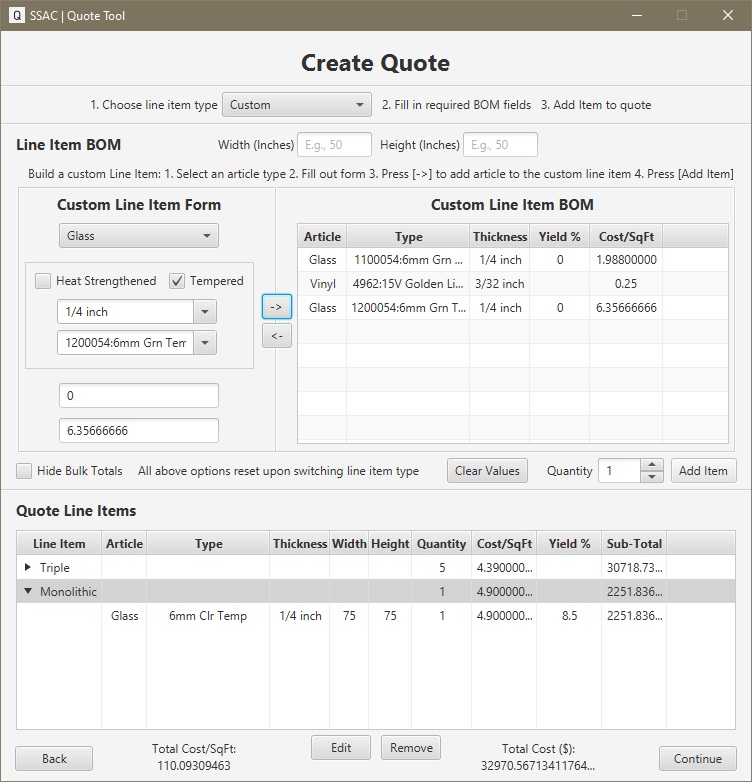 SSAC | Quote Tool
Create Quote
1. Choose line item type Custom 2. Fill in required BOM fields 3. Add Item to quote
Line Item BOM Width (Inches) E.g., 50 Height (Inches) E.g., 50
Build a custom Line Item: 1. Select an article type 2. Fill out form 3. Press [->] to add article to the custom line item 4. Press [Add Item]
Custom Line Item Form
Glass
Heat Strengthened Tempered
1/4 inch
1200054:6mm Grn Tem
0
6.35666666
->
<-
Custom Line Item BOM
Article Type Thickness Yield % Cost/SqFt
Glass 1100054:6mm Grn ... 1/4 inch 0 1.98800000
Vinyl 4962:15V Golden Li... 3/32 inch 0.25
Glass 1200054:6mm Grn T... 1/4 inch 0 6.35666666
Hide Bulk Totals All above options reset upon switching line item type Clear Values Quantity 1 Add Item
Quote Line Items
Line Item Article Type Thickness Width Height Quantity Cost/SqFt Yield % Sub-Total
Triple 5 4.390000... 30718.73...
Monolithic 1 4.900000... 2251.836...
Glass 6mm Clr Temp 1/4 inch 75 75 1 4.900000... 8.5 2251.836...
Back
Total Cost/SqFt:
110.09309463
Edit Remove
Total Cost ($):
32970.56713411764...
Continue